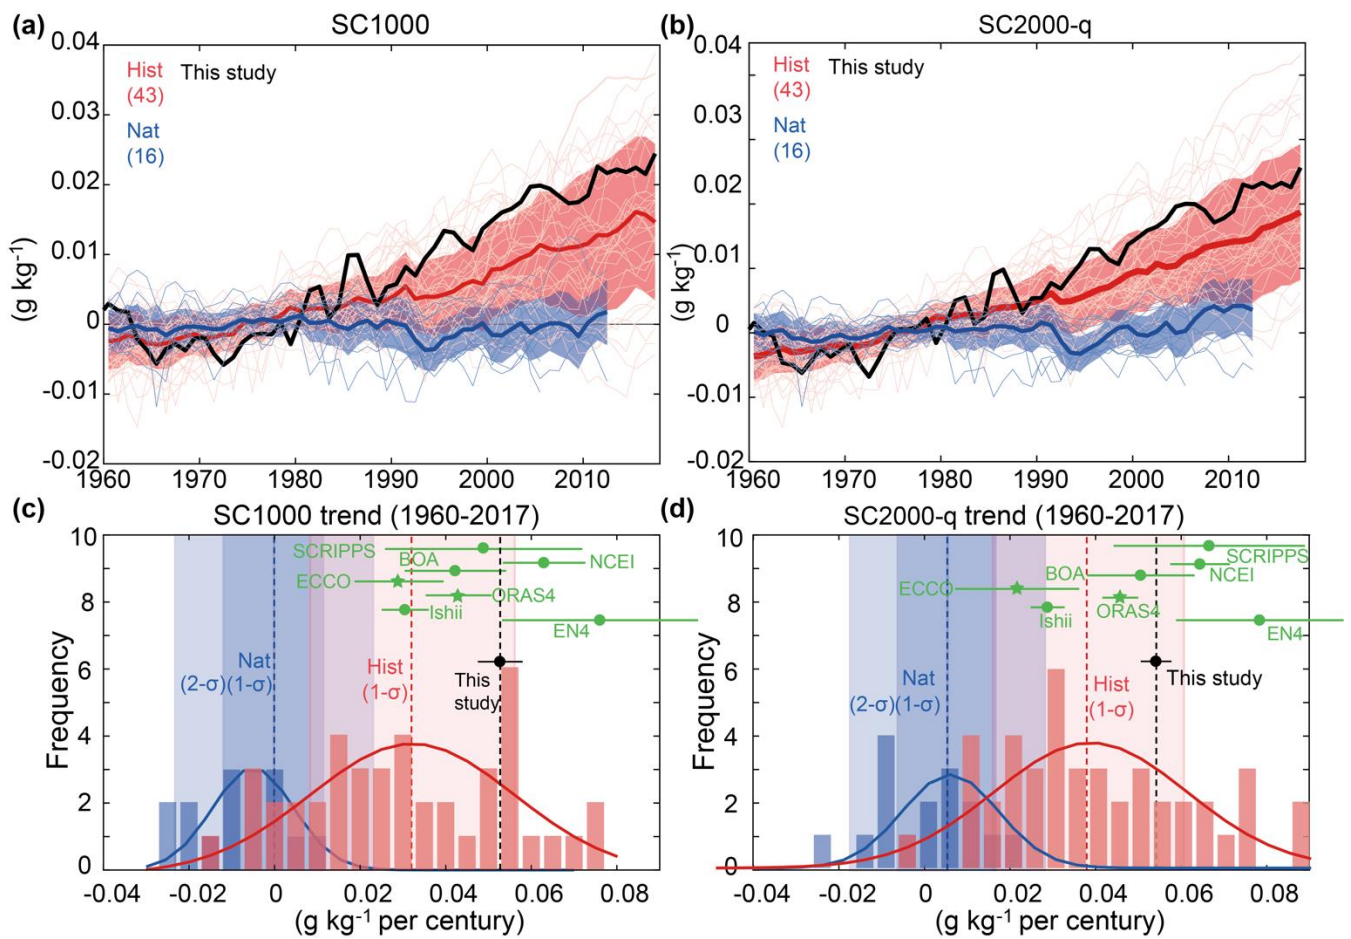 (a)
SC1000
0.04
0.03
0.02
0.01
0
-0.01
-0.02
(g kg-1)
Hist
(43)
This study
Nat
(16)
1960
1970
1980
1990
2000
2010
(b)
SC2000-q
0.04
0.03
0.02
0.01
0
-0.01
-0.02
(g kg-1)
Hist
(43)
This study
Nat
(16)
1960
1970
1980
1990
2000
2010
(c)
SC1000 trend (1960-2017)
10
8
6
4
2
0
Frequency
SCRIPPS
BOA
NCEI
ECCO
ORAS4
Ishii
EN4
Nat
(2-σ)(1-σ)
Hist
(1-σ)
This
study
-0.04
-0.02
0
0.02
0.04
0.06
0.08
(g kg-1 per century)
(d)
SC2000-q trend (1960-2017)
10
8
6
4
2
0
Frequency
SCRIPPS
NCEI
BOA
ECCO
ORAS4
Ishii
EN4
Nat
(2-σ)(1-σ)
Hist
(1-σ)
This study
-0.04
-0.02
0
0.02
0.04
0.06
0.08
(g kg-1 per century)